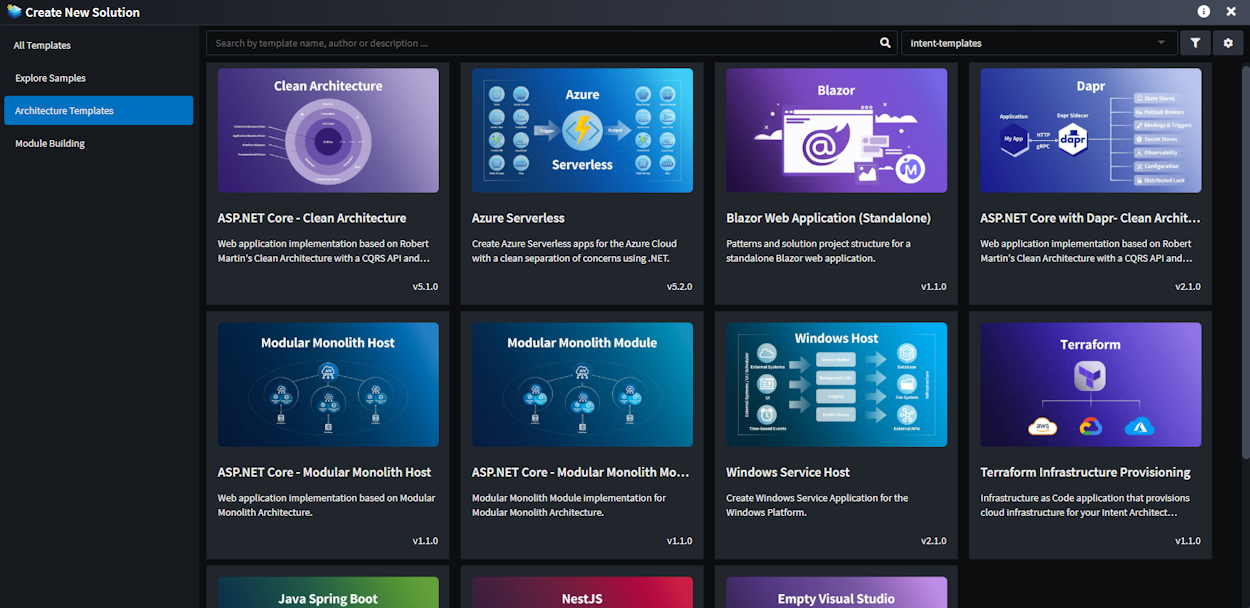 Create New Solution
All Templates
Explore Samples
Architecture Templates
Module Building
Search by template name, author or description ...
intent-templates
Clean Architecture
ASP.NET Core - Clean Architecture
Web application implementation based on Robert
Martin's Clean Architecture with a CQRS API and...
v5.1.0
Azure
Trigger
Output
Serverless
Azure Serverless
Create Azure Serverless apps for the Azure Cloud
with a clean separation of concerns using .NET.
v5.2.0
Blazor
Blazor Web Application (Standalone)
Patterns and solution project structure for a
standalone Blazor web application.
v1.1.0
Dapr
Application
My App
HTTP
gRPC
Dapr Sidecar
dapr
State Stores
Pub/Sub Brokers
Bindings & Triggers
Secret Stores
Observability
Configuration
Distributed Lock
ASP.NET Core with Dapr- Clean Archit...
Web application implementation based on Robert
Martin's Clean Architecture with a CQRS API and...
v2.1.0
Modular Monolith Host
ASP.NET Core - Modular Monolith Host
Web application implementation based on Modular
Monolith Architecture.
v1.1.0
Modular Monolith Module
ASP.NET Core - Modular Monolith Mo...
Modular Monolith Module implementation for
Modular Monolith Architecture.
v1.1.0
Windows Host
External Systems / UI / Scheduler
External Systems
UI
Time-based Events
Database
File System
External APIs
Infrastructure
Windows Service Host
Create Windows Service Application for the
Windows Platform.
v2.1.0
Terraform
aws
Terraform Infrastructure Provisioning
Infrastructure as Code application that provisions
cloud infrastructure for your Intent Architect...
v1.1.0
Java Spring Boot
NestJS
Empty Visual Studio